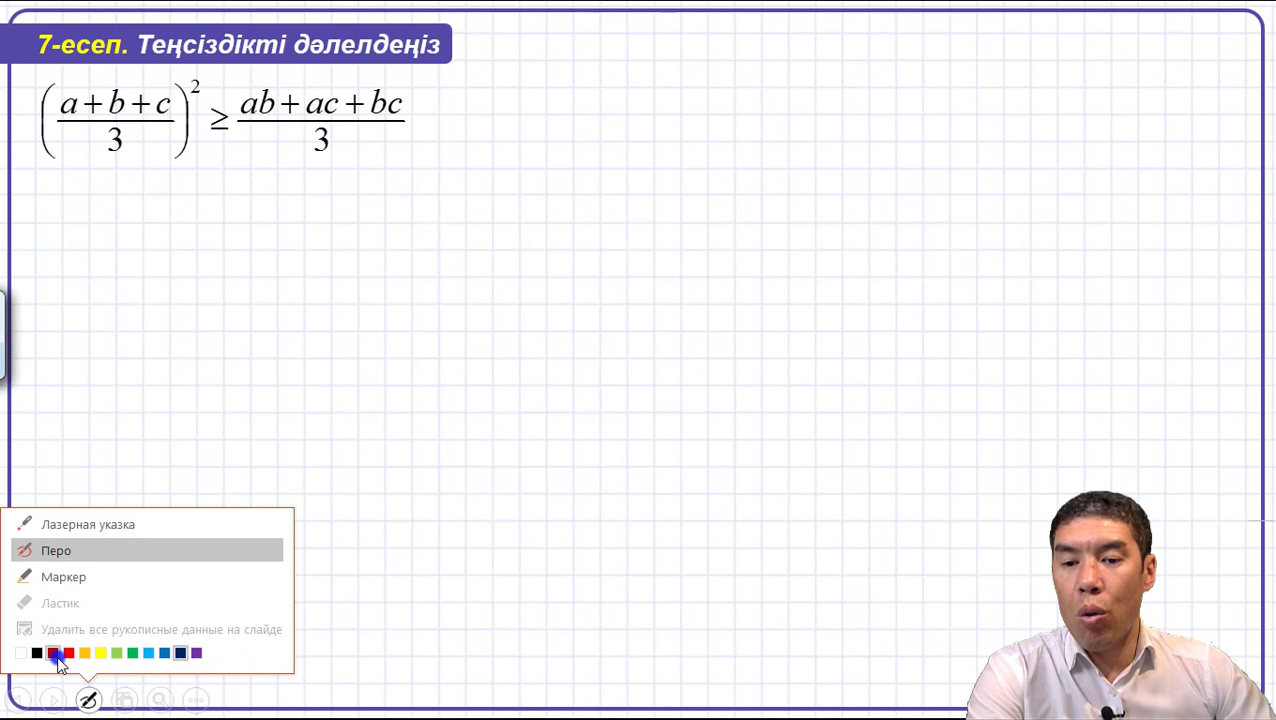 7-есеп. Теңсіздікті дәлелдеңіз
(a + b + c / 3)² ≥ ab + ac + bc / 3
Лазерная указка
Перо
Маркер
Ластик
Удалить все рукописные данные на слайде